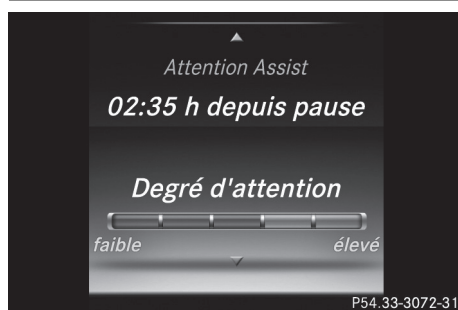 Attention Assist
02:35 h depuis pause
Degré d'attention
faible élevé
P54.33-3072-31